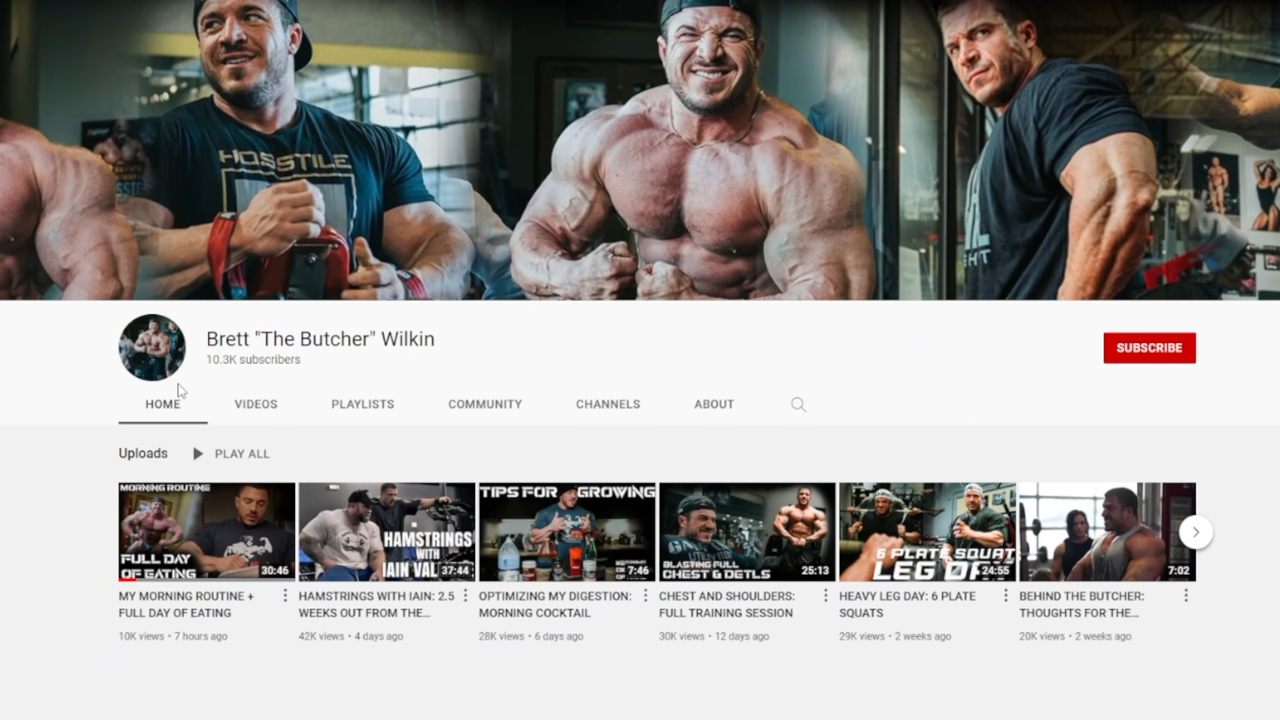 HOSSTILE
Brett "The Butcher" Wilkin
10.3K subscribers
SUBSCRIBE
HOME VIDEOS PLAYLISTS COMMUNITY CHANNELS ABOUT
Uploads PLAY ALL
MORNING ROUTINE
FULL DAY
OF EATING
30:46
HAMSTRINGS
WITH
IAIN VAL
37:44
TIPS FOR GROWING
7:46
BLASTING FULL
CHEST & DETLS
25:13
6 PLATE SQUAT
LEG
24:55
7:02
MY MORNING ROUTINE +
FULL DAY OF EATING
10K views • 7 hours ago
HAMSTRINGS WITH IAIN: 2.5
WEEKS OUT FROM THE...
42K views • 4 days ago
OPTIMIZING MY DIGESTION:
MORNING COCKTAIL
28K views • 6 days ago
CHEST AND SHOULDERS:
FULL TRAINING SESSION
30K views • 12 days ago
HEAVY LEG DAY: 6 PLATE
SQUATS
29K views • 2 weeks ago
BEHIND THE BUTCHER:
THOUGHTS FOR THE...
20K views • 2 weeks ago